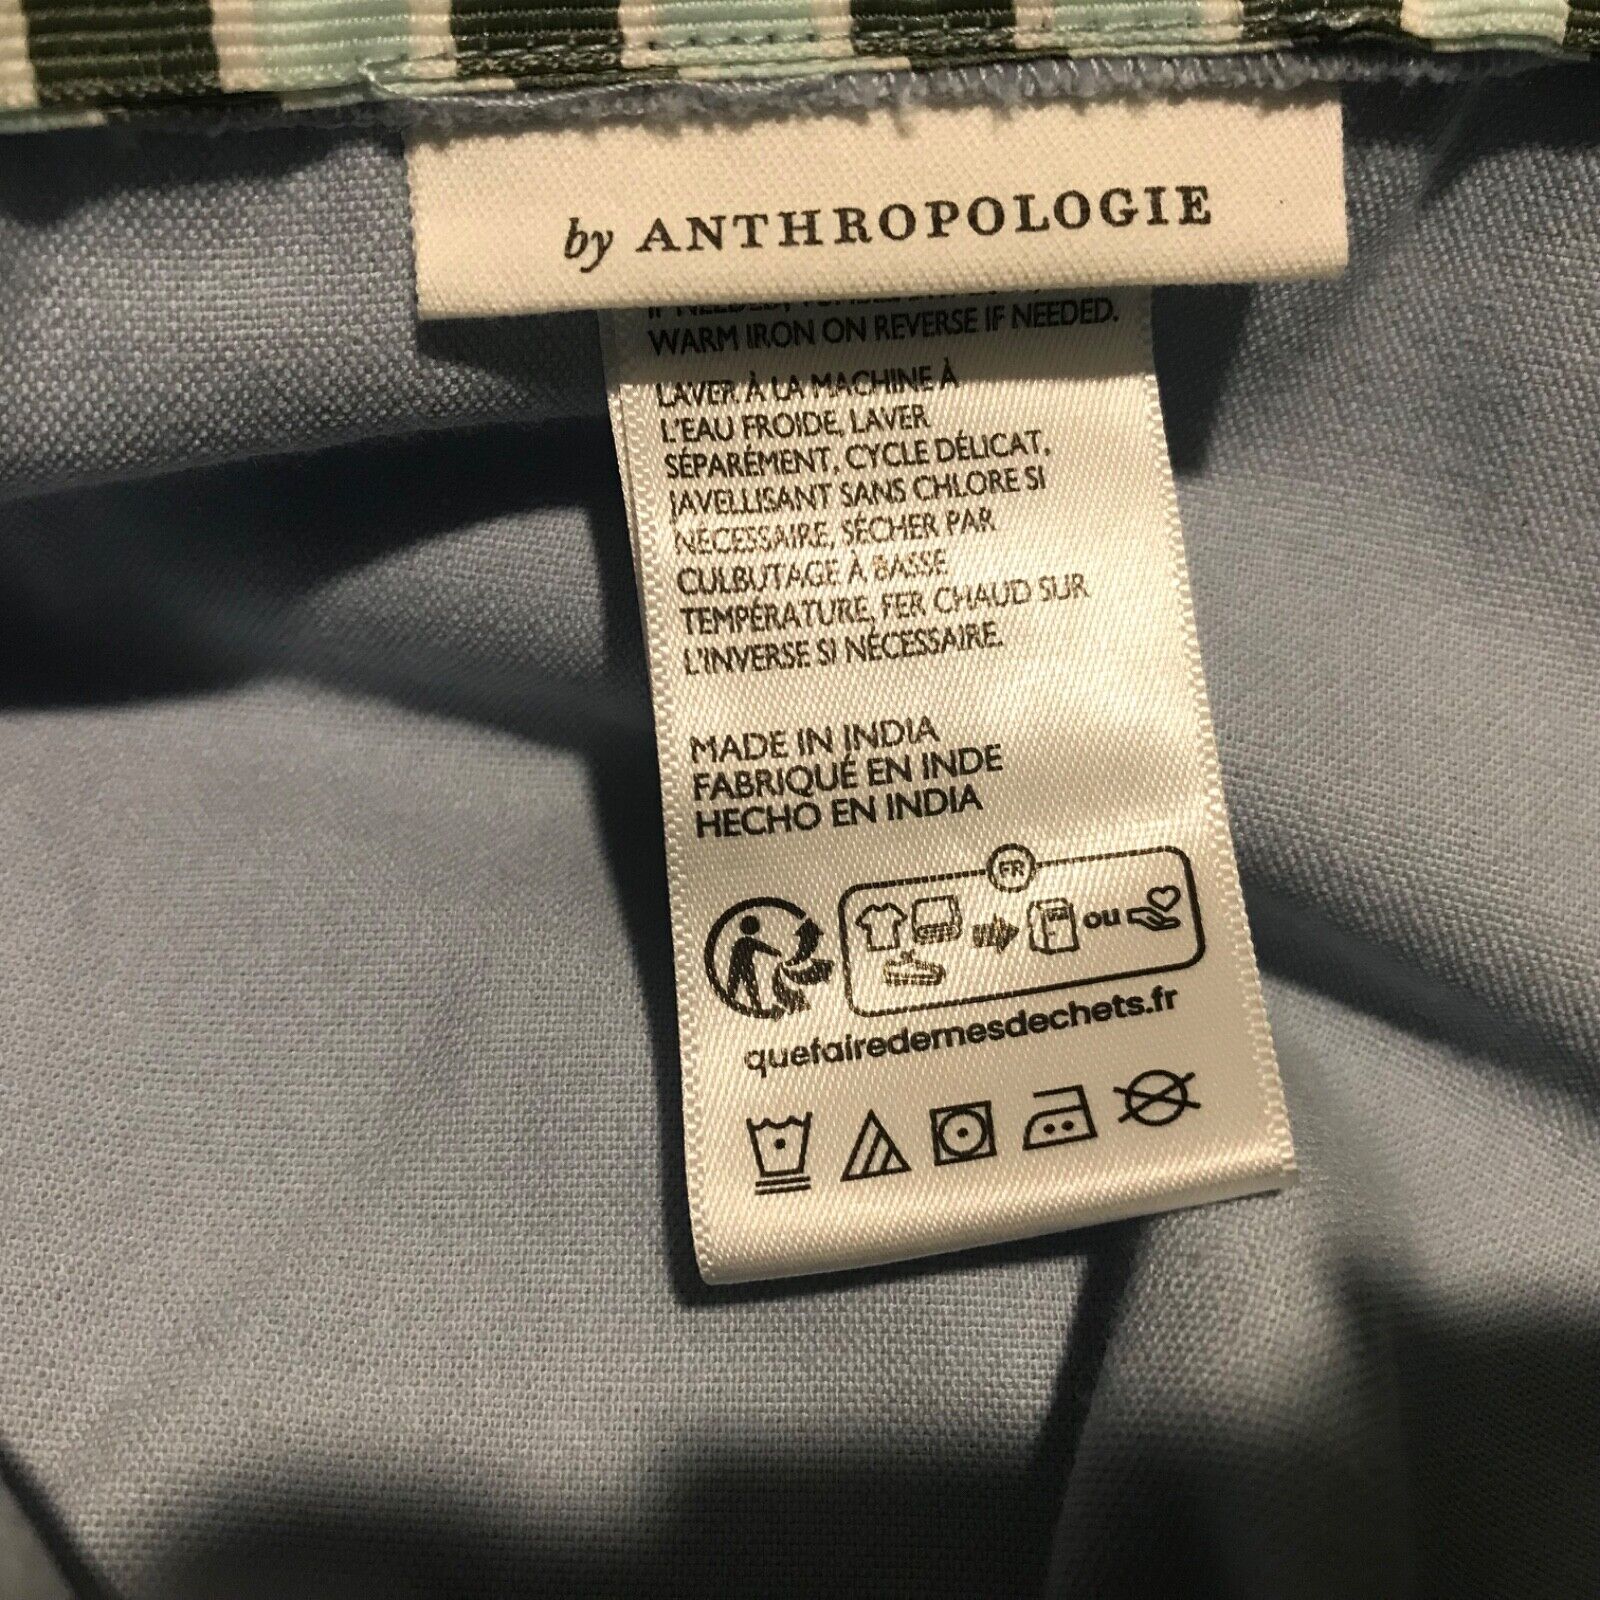 by ANTHROPOLOGIE
IF NEEDED,
WARM IRON ON REVERSE IF NEEDED.
LAVER À LA MACHINE À
L'EAU FROIDE, LAVER
SÉPARÉMENT, CYCLE DÉLICAT,
JAVELLISANT SANS CHLORE SI
NÉCESSAIRE, SÉCHER PAR
CULBUTAGE À BASSE
TEMPÉRATURE, FER CHAUD SUR
L'INVERSE SI NÉCESSAIRE.
MADE IN INDIA
FABRIQUÉ EN INDE
HECHO EN INDIA
FR
ou
quefairedemesdechets.fr